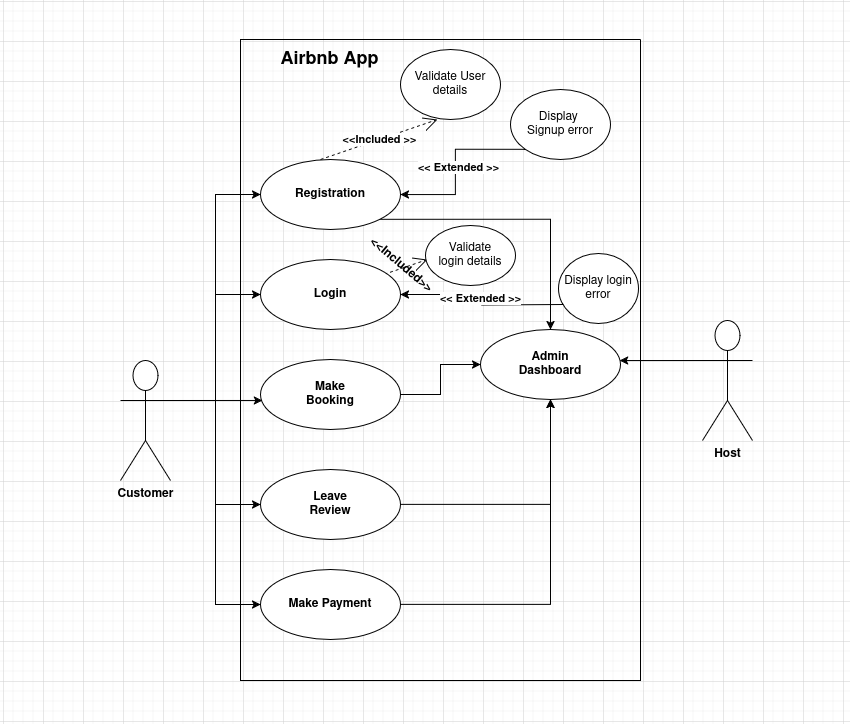 Airbnb App
Validate User
details
Display
Signup error
<<Included >>
<< Extended >>
Registration
Validate
login details
<<Included>>
Display login
error
Login
<< Extended >>
Admin
Dashboard
Make
Booking
Host
Customer
Leave
Review
Make Payment